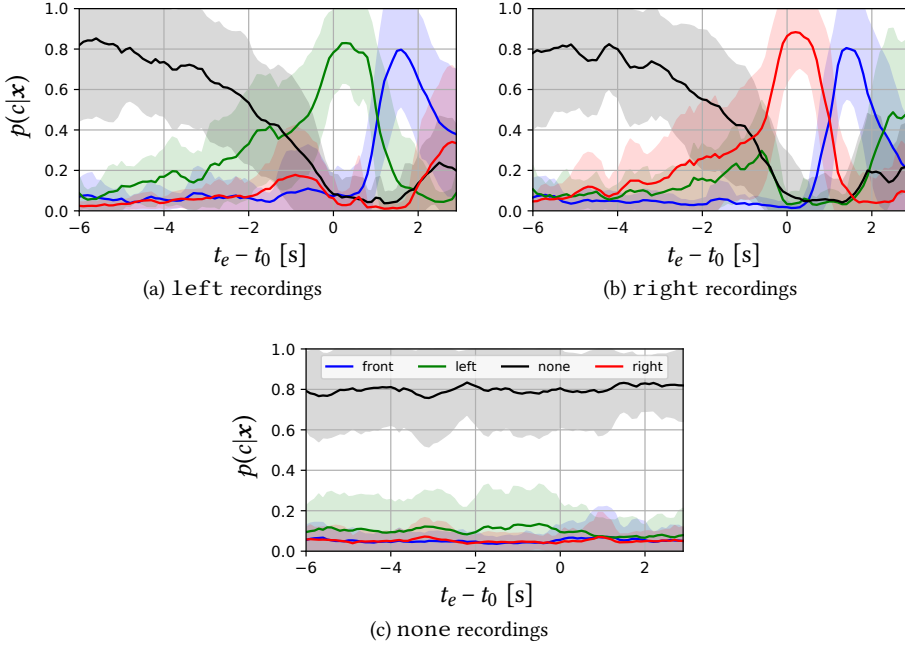 1.0
0.8
0.6
0.4
0.2
0.0
p(c|x)
−6 −4 −2 0 2
t_e − t_0 [s]
(a) left recordings
1.0
0.8
0.6
0.4
0.2
0.0
−6 −4 −2 0 2
t_e − t_0 [s]
(b) right recordings
1.0
0.8
0.6
0.4
0.2
0.0
p(c|x)
front left none right
−6 −4 −2 0 2
t_e − t_0 [s]
(c) none recordings